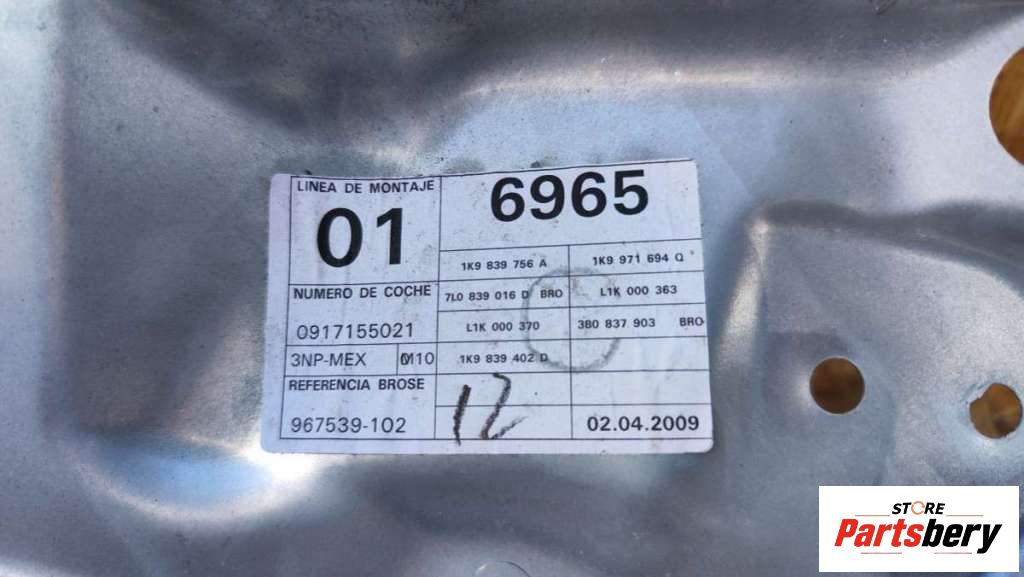 LINEA DE MONTAJE
01
6965
1K9 839 756 A
1K9 971 694 Q
NUMERO DE COCHE
0917155021
7L0 839 016 D BRO
L1K 000 363
L1K 000 370
3B0 837 903 BRO
3NP-MEX
M10
1K9 839 402 D
REFERENCIA BROSE
967539-102
12
02.04.2009
STORE
Partsbery